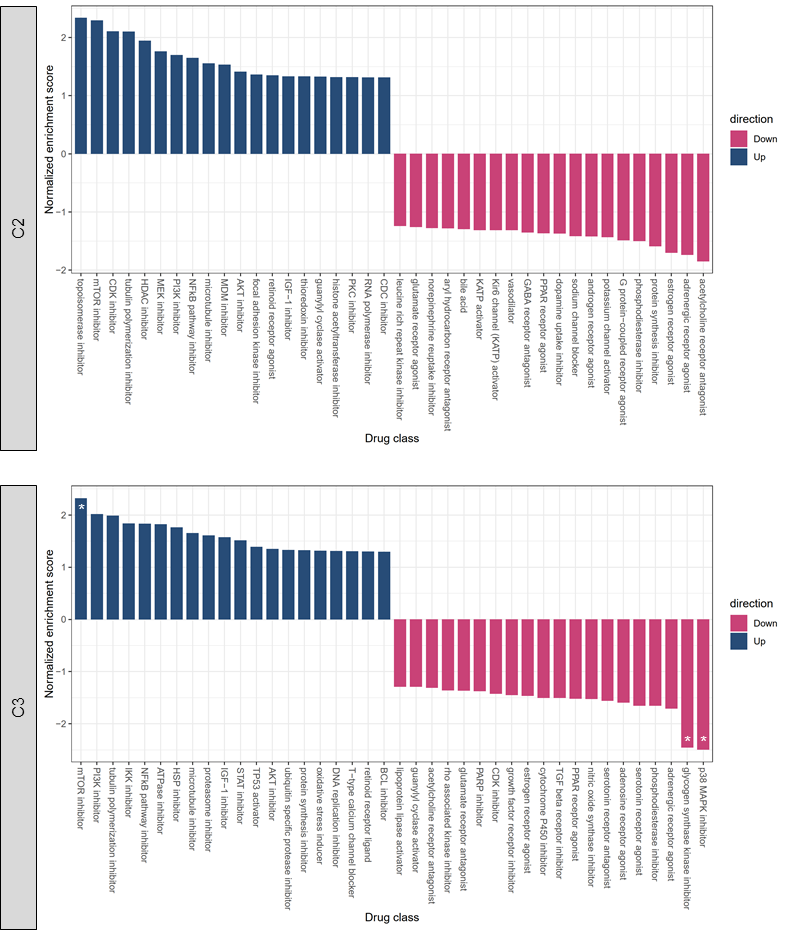 C2
Normalized enrichment score
2
1
0
−1
−2
topoisomerase inhibitor
mTOR inhibitor
CDK inhibitor
tubulin polymerization inhibitor
HDAC inhibitor
MEK inhibitor
PI3K inhibitor
NFkB pathway inhibitor
microtubule inhibitor
MDM inhibitor
AKT inhibitor
focal adhesion kinase inhibitor
retinoid receptor agonist
IGF−1 inhibitor
thioredoxin inhibitor
guanylyl cyclase activator
histone acetyltransferase inhibitor
PKC inhibitor
RNA polymerase inhibitor
CDC inhibitor
leucine rich repeat kinase inhibitor
glutamate receptor agonist
norepinephrine reuptake inhibitor
aryl hydrocarbon receptor antagonist
bile acid
KATP activator
Kir6 channel (KATP) activator
vasodilator
GABA receptor antagonist
PPAR receptor agonist
dopamine uptake inhibitor
sodium channel blocker
androgen receptor agonist
potassium channel activator
G protein−coupled receptor agonist
phosphodiesterase inhibitor
protein synthesis inhibitor
estrogen receptor agonist
adrenergic receptor agonist
acetylcholine receptor antagonist
Drug class
direction
Down
Up
C3
Normalized enrichment score
2
1
0
−1
−2
*
* *
mTOR inhibitor
PI3K inhibitor
tubulin polymerization inhibitor
IKK inhibitor
NFkB pathway inhibitor
ATPase inhibitor
HSP inhibitor
microtubule inhibitor
proteasome inhibitor
IGF−1 inhibitor
STAT inhibitor
TP53 activator
AKT inhibitor
ubiquitin specific protease inhibitor
protein synthesis inhibitor
oxidative stress inducer
DNA replication inhibitor
T−type calcium channel blocker
retinoid receptor ligand
BCL inhibitor
lipoprotein lipase activator
guanylyl cyclase activator
acetylcholine receptor antagonist
rho associated kinase inhibitor
glutamate receptor antagonist
PARP inhibitor
CDK inhibitor
growth factor receptor inhibitor
estrogen receptor agonist
cytochrome P450 inhibitor
TGF beta receptor inhibitor
PPAR receptor agonist
nitric oxide synthase inhibitor
serotonin receptor antagonist
adenosine receptor agonist
serotonin receptor agonist
phosphodiesterase inhibitor
adrenergic receptor agonist
glycogen synthase kinase inhibitor
p38 MAPK inhibitor
Drug class
direction
Down
Up